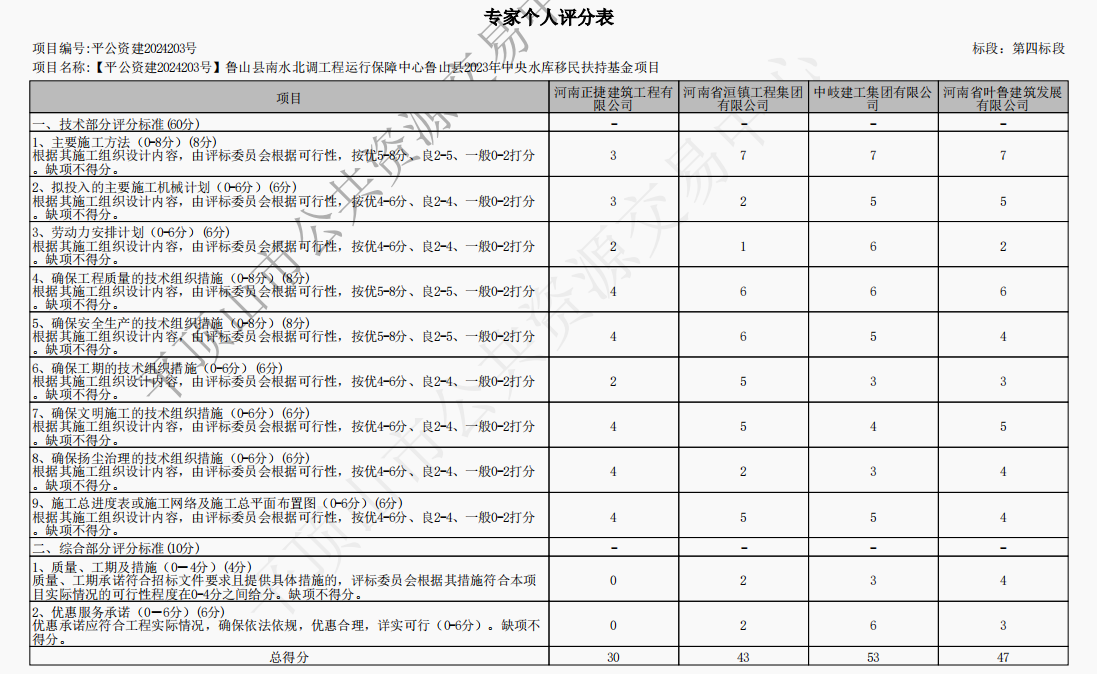 专家个人评分表
项目编号:平公资建2024203号 标段：第四标段
项目名称:【平公资建2024203号】鲁山县南水北调工程运行保障中心鲁山县2023年中央水库移民扶持基金项目
项目 河南正捷建筑工程有限公司 河南省洹镇工程集团有限公司 中岐建工集团有限公司 河南省叶鲁建筑发展有限公司
一、技术部分评分标准(60分) - - - -
1、主要施工方法（0-8分）(8分)
根据其施工组织设计内容，由评标委员会根据可行性，按优5-8分、良2-5、一般0-2打分 3 7 7 7
。缺项不得分。
2、拟投入的主要施工机械计划（0-6分）(6分)
根据其施工组织设计内容，由评标委员会根据可行性，按优4-6分、良2-4、一般0-2打分 3 2 5 5
。缺项不得分。
3、劳动力安排计划（0-6分）(6分)
根据其施工组织设计内容，由评标委员会根据可行性，按优4-6分、良2-4、一般0-2打分 2 1 6 2
。缺项不得分。
4、确保工程质量的技术组织措施（0-8分）(8分)
根据其施工组织设计内容，由评标委员会根据可行性，按优5-8分、良2-5、一般0-2打分 4 6 6 6
。缺项不得分。
5、确保安全生产的技术组织措施（0-8分）(8分)
根据其施工组织设计内容，由评标委员会根据可行性，按优5-8分、良2-5、一般0-2打分 4 6 5 4
。缺项不得分。
6、确保工期的技术组织措施（0-6分）(6分)
根据其施工组织设计内容，由评标委员会根据可行性，按优4-6分、良2-4、一般0-2打分 2 5 3 3
。缺项不得分。
7、确保文明施工的技术组织措施（0-6分）(6分)
根据其施工组织设计内容，由评标委员会根据可行性，按优4-6分、良2-4、一般0-2打分 4 5 4 5
。缺项不得分。
8、确保扬尘治理的技术组织措施（0-6分）(6分)
根据其施工组织设计内容，由评标委员会根据可行性，按优4-6分、良2-4、一般0-2打分 4 2 3 4
。缺项不得分。
9、施工总进度表或施工网络及施工总平面布置图（0-6分）(6分)
根据其施工组织设计内容，由评标委员会根据可行性，按优4-6分、良2-4、一般0-2打分 4 5 5 4
。缺项不得分。
二、综合部分评分标准(10分) - - - -
1、质量、工期及措施（0—4分）(4分)
质量、工期承诺符合招标文件要求且提供具体措施的，评标委员会根据其措施符合本项 0 2 3 4
目实际情况的可行性程度在0-4分之间给分。缺项不得分。
2、优惠服务承诺（0—6分）(6分)
优惠承诺应符合工程实际情况，确保依法依规，优惠合理，详实可行（0-6分）。缺项不 0 2 6 3
得分。
总得分 30 43 53 47
平顶山市公共资源交易中
平顶山市公共资源交易中心